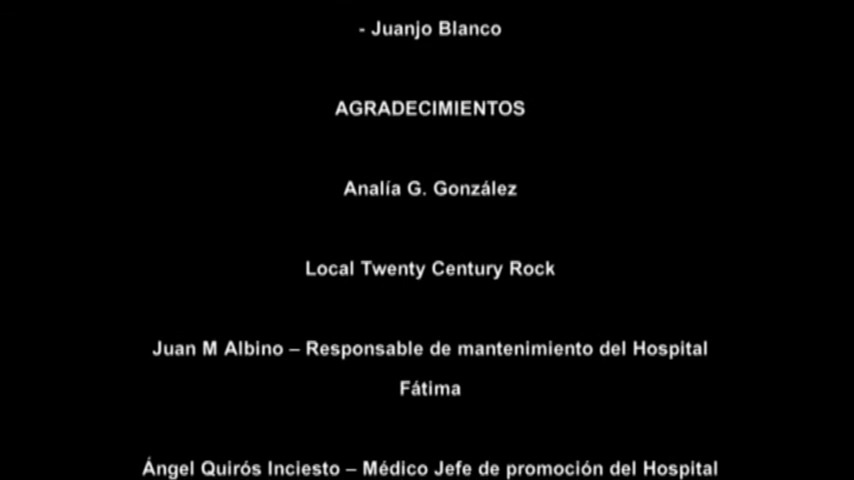 - Juanjo Blanco
AGRADECIMIENTOS
Analía G. González
Local Twenty Century Rock
Juan M Albino – Responsable de mantenimiento del Hospital
Fátima
Ángel Quirós Inciesto – Médico Jefe de promoción del Hospital